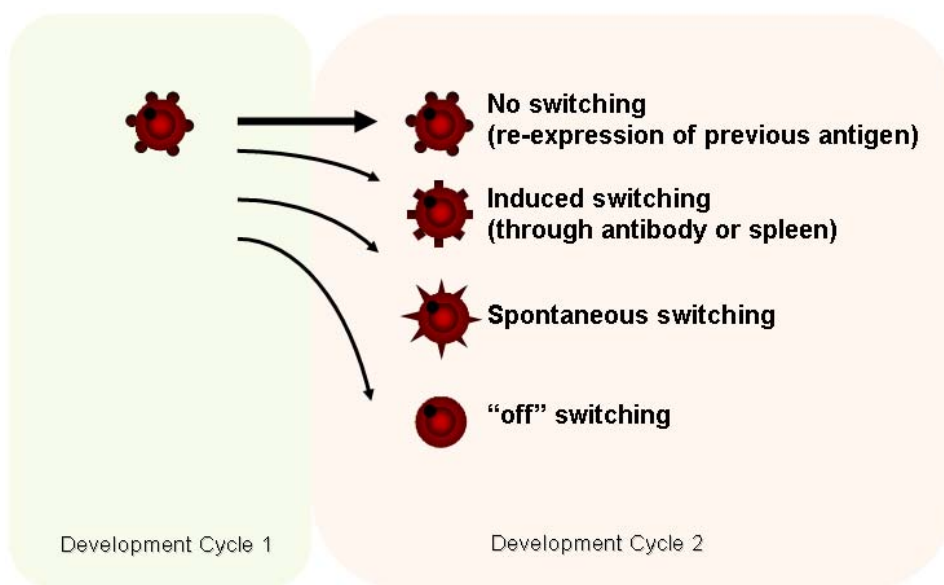 No switching
(re-expression of previous antigen)
Induced switching
(through antibody or spleen)
Spontaneous switching
“off” switching
Development Cycle 1
Development Cycle 2